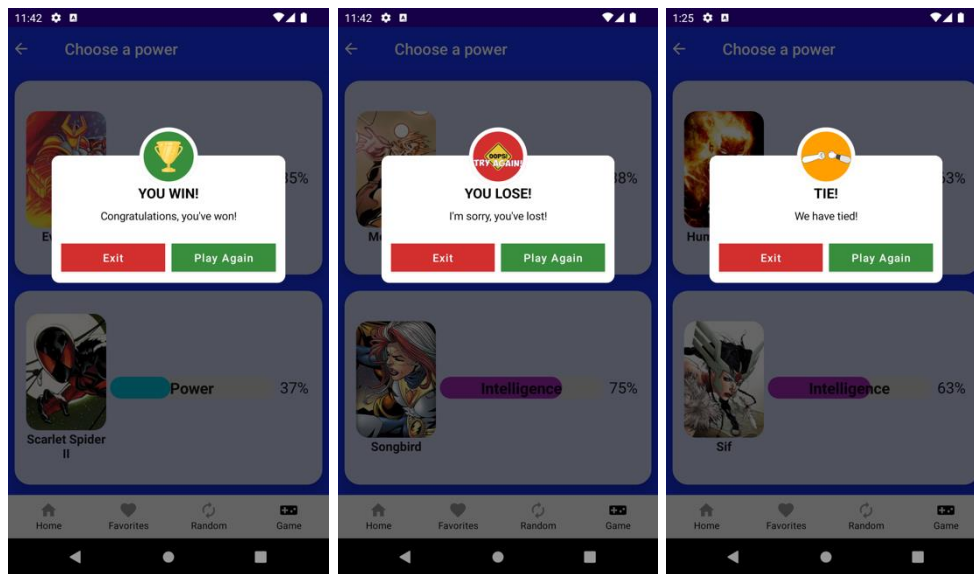 11:42
Choose a power
85%
YOU WIN!
Congratulations, you've won!
Exit Play Again
Power 37%
Scarlet Spider
II
Home Favorites Random Game
11:42
Choose a power
OOPS!
TRY AGAIN!
88%
YOU LOSE!
I'm sorry, you've lost!
Exit Play Again
Intelligence 75%
Songbird
Home Favorites Random Game
1:25
Choose a power
63%
TIE!
We have tied!
Exit Play Again
Intelligence 63%
Sif
Home Favorites Random Game